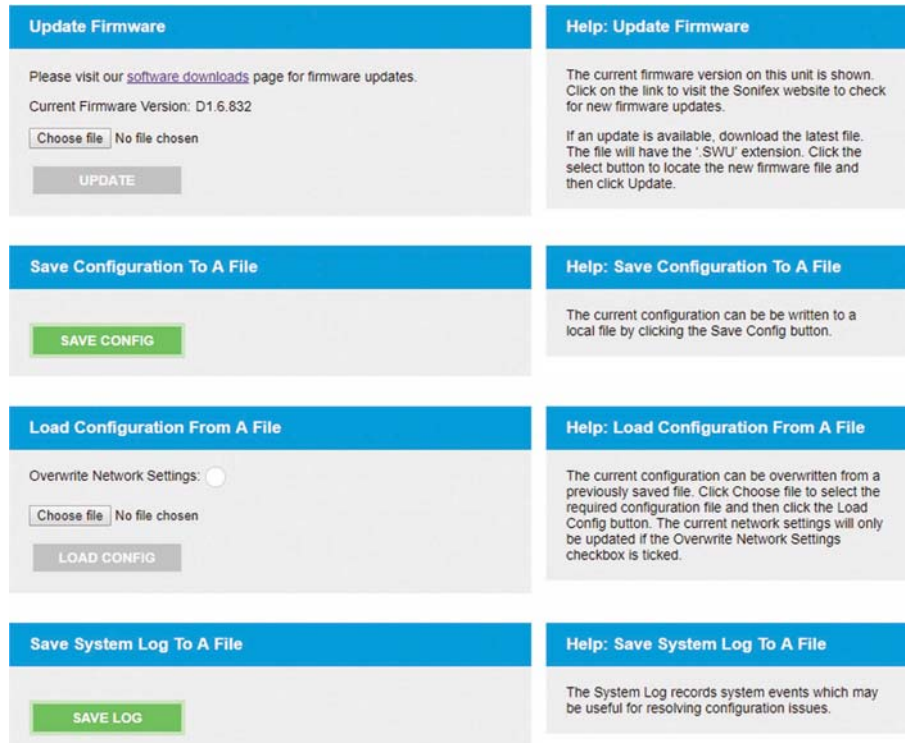 Update Firmware
Please visit our software downloads page for firmware updates.
Current Firmware Version: D1.6.832
Choose file No file chosen
UPDATE
Help: Update Firmware
The current firmware version on this unit is shown.
Click on the link to visit the Sonifex website to check
for new firmware updates.
If an update is available, download the latest file.
The file will have the '.SWU' extension. Click the
select button to locate the new firmware file and
then click Update.
Save Configuration To A File
SAVE CONFIG
Help: Save Configuration To A File
The current configuration can be be written to a
local file by clicking the Save Config button.
Load Configuration From A File
Overwrite Network Settings:
Choose file No file chosen
LOAD CONFIG
Help: Load Configuration From A File
The current configuration can be overwritten from a
previously saved file. Click Choose file to select the
required configuration file and then click the Load
Config button. The current network settings will only
be updated if the Overwrite Network Settings
checkbox is ticked.
Save System Log To A File
SAVE LOG
Help: Save System Log To A File
The System Log records system events which may
be useful for resolving configuration issues.